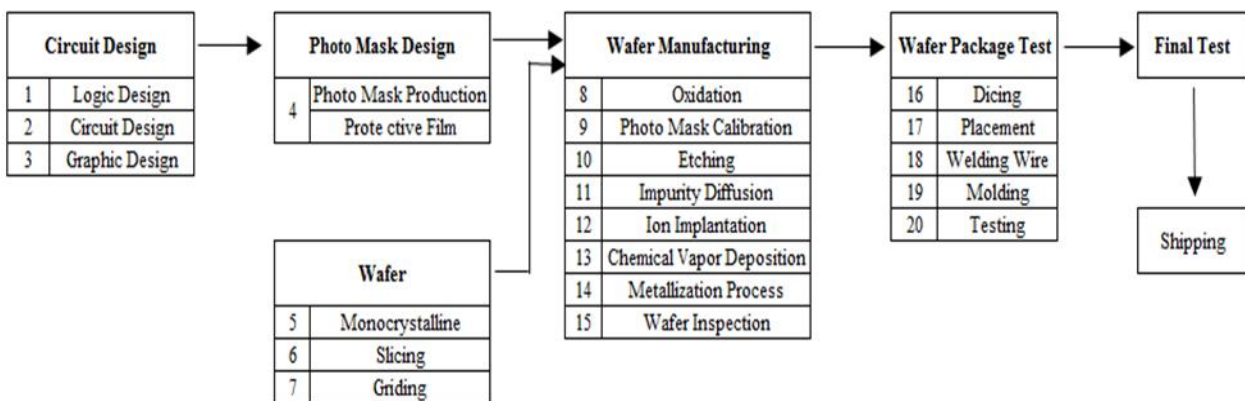 Circuit Design
1 Logic Design
2 Circuit Design
3 Graphic Design
Photo Mask Design
4 Photo Mask Production
Prote ctive Film
Wafer
5 Monocrystalline
6 Slicing
7 Griding
Wafer Manufacturing
8 Oxidation
9 Photo Mask Calibration
10 Etching
11 Impurity Diffusion
12 Ion Implantation
13 Chemical Vapor Deposition
14 Metallization Process
15 Wafer Inspection
Wafer Package Test
16 Dicing
17 Placement
18 Welding Wire
19 Molding
20 Testing
Final Test
Shipping